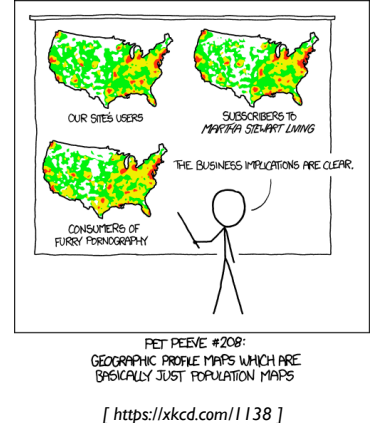 OUR SITE'S USERS
SUBSCRIBERS TO
MARTHA STEWART LIVING
THE BUSINESS IMPLICATIONS ARE CLEAR.
CONSUMERS OF
FURRY PORNOGRAPHY
PET PEEVE #208:
GEOGRAPHIC PROFILE MAPS WHICH ARE
BASICALLY JUST POPULATION MAPS
[ https://xkcd.com/1138 ]